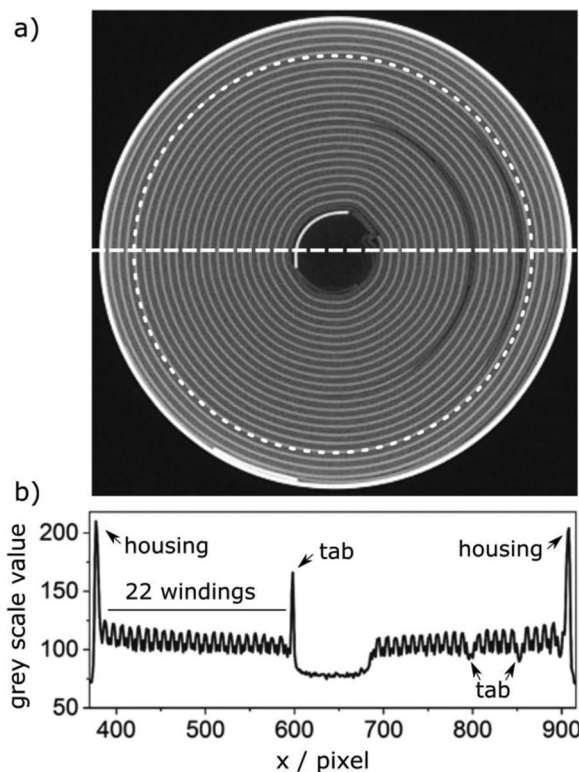 a)
b)
200
150
100
50
grey scale value
housing
22 windings
tab
housing
tab
400
500
600
700
800
900
x / pixel